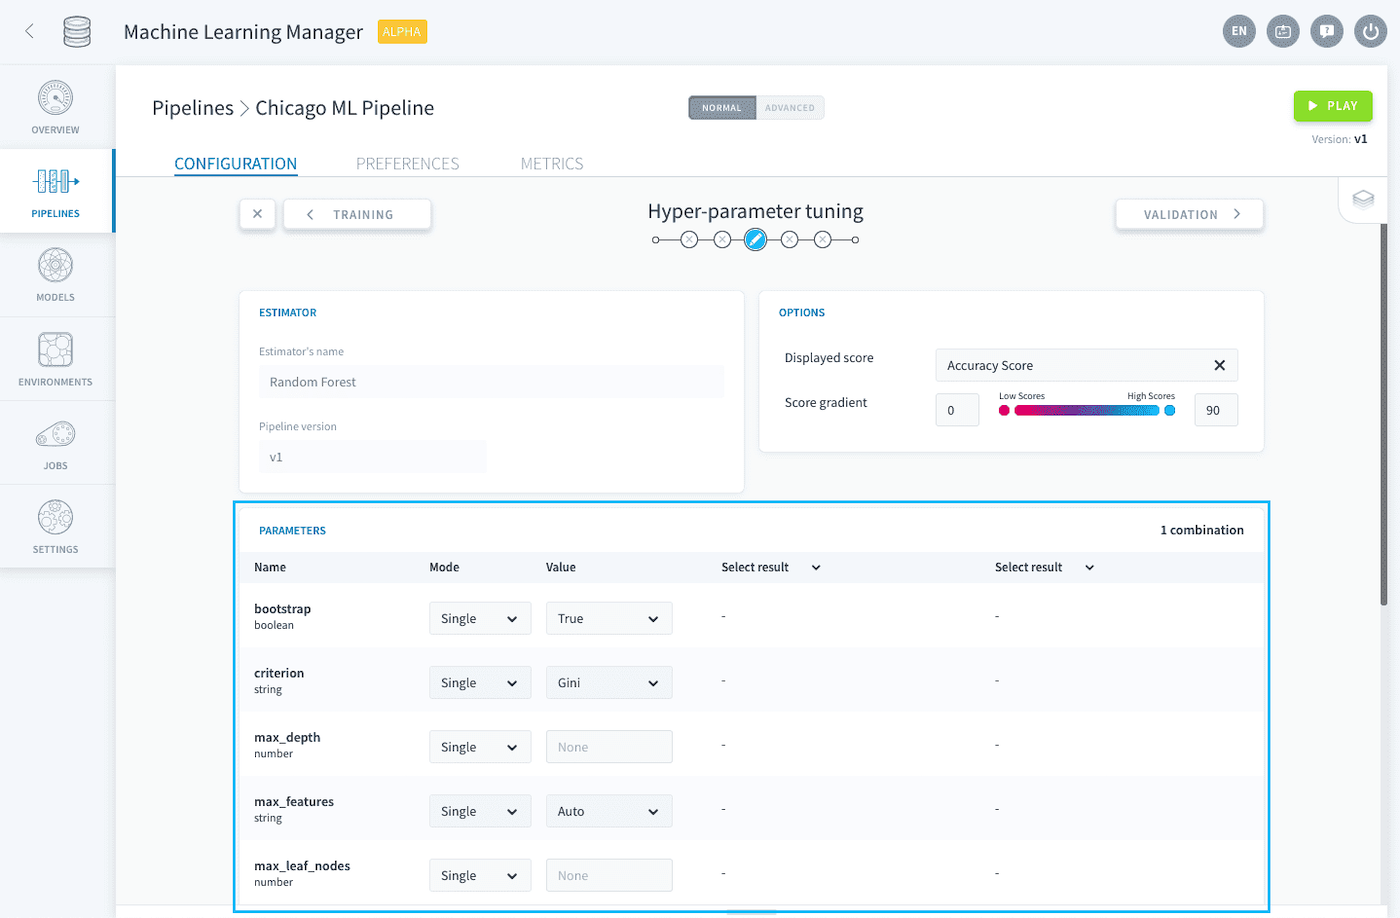 Machine Learning Manager ALPHA
EN
OVERVIEW
PIPELINES
MODELS
ENVIRONMENTS
JOBS
SETTINGS
Pipelines > Chicago ML Pipeline
NORMAL ADVANCED
PLAY
Version: v1
CONFIGURATION PREFERENCES METRICS
TRAINING
Hyper-parameter tuning
VALIDATION
ESTIMATOR
Estimator's name
Random Forest
Pipeline version
v1
OPTIONS
Displayed score Accuracy Score
Score gradient 0 Low Scores High Scores 90
PARAMETERS 1 combination
Name Mode Value Select result Select result
bootstrap
boolean
Single True - -
criterion
string
Single Gini - -
max_depth
number
Single None - -
max_features
string
Single Auto - -
max_leaf_nodes
number
Single None - -